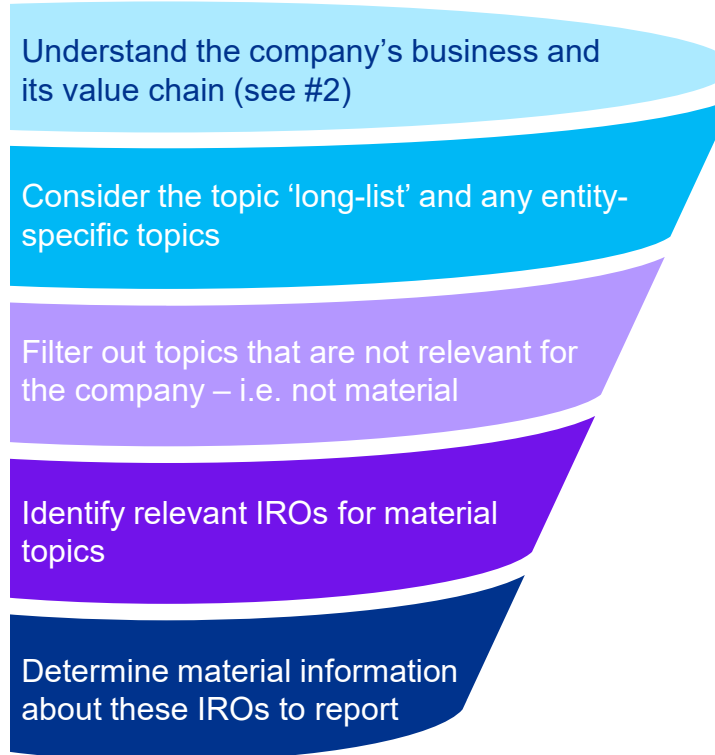 Understand the company’s business and
its value chain (see #2)
Consider the topic ‘long-list’ and any entity-
specific topics
Filter out topics that are not relevant for
the company – i.e. not material
Identify relevant IROs for material
topics
Determine material information
about these IROs to report